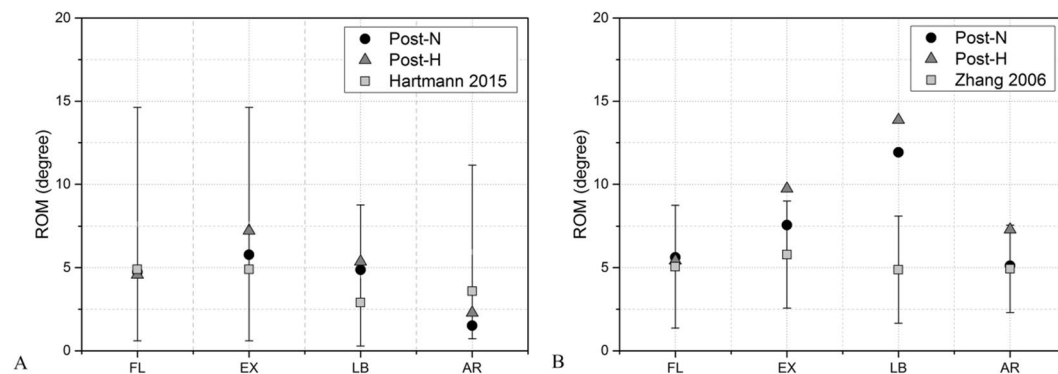 A
ROM (degree)
20
15
10
5
0
Post-N
Post-H
Hartmann 2015
FL EX LB AR
B
ROM (degree)
20
15
10
5
0
Post-N
Post-H
Zhang 2006
FL EX LB AR